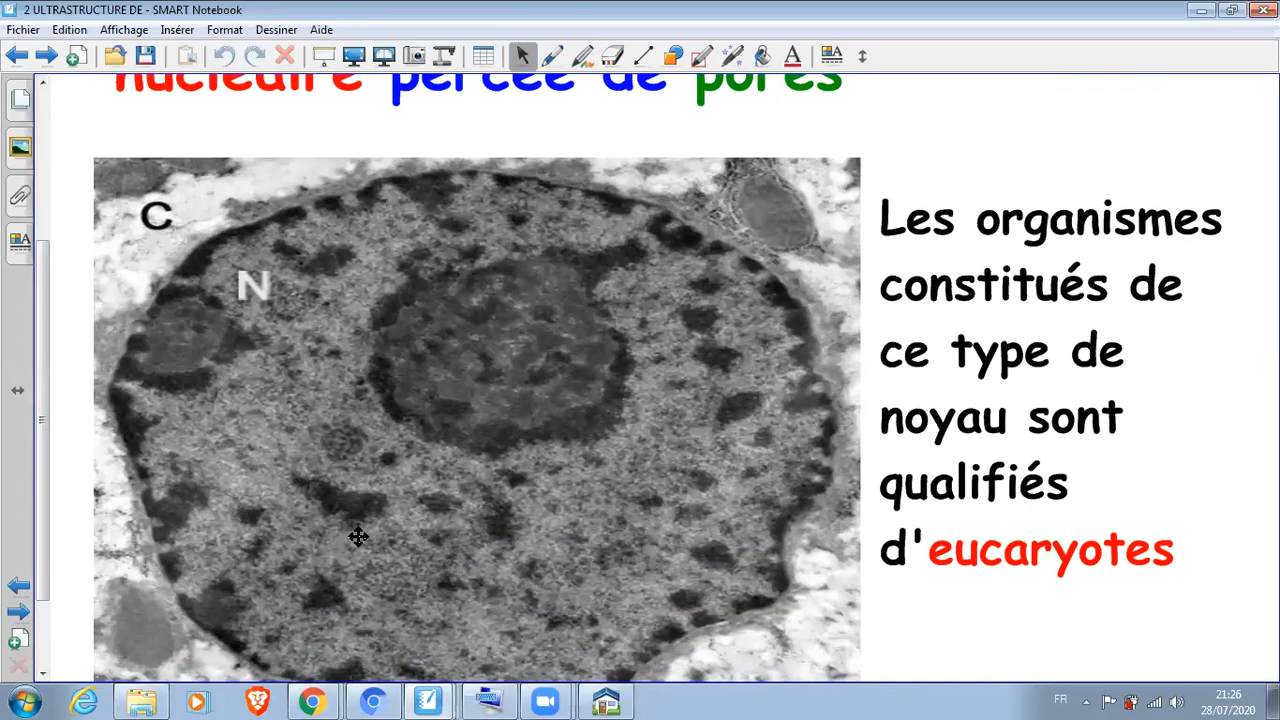 2 ULTRASTRUCTURE DE - SMART Notebook
Fichier Edition Affichage Insérer Format Dessiner Aide
nucléaire percée de pores
C
N
Les organismes
constitués de
ce type de
noyau sont
qualifiés
d'eucaryotes
FR
21:26
28/07/2020